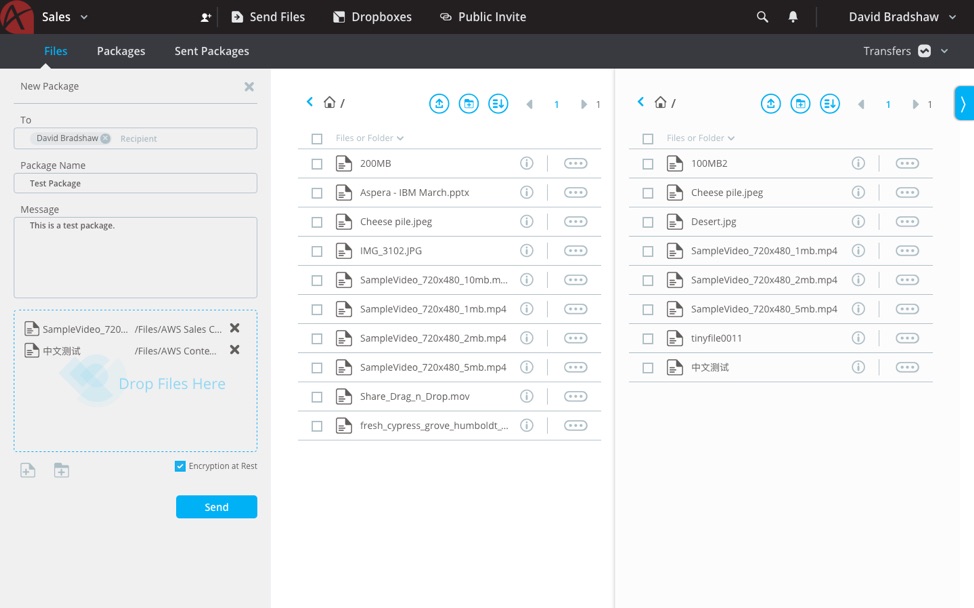 Sales
Send Files
Dropboxes
Public Invite
David Bradshaw
Files
Packages
Sent Packages
Transfers
New Package
To
David Bradshaw
Recipient
Package Name
Test Package
Message
This is a test package.
SampleVideo_720... /Files/AWS Sales C...
中文测试 /Files/AWS Conte...
Drop Files Here
Encryption at Rest
Send
/
1
1
Files or Folder
200MB
Aspera - IBM March.pptx
Cheese pile.jpeg
IMG_3102.JPG
SampleVideo_720x480_10mb.m...
SampleVideo_720x480_1mb.mp4
SampleVideo_720x480_2mb.mp4
SampleVideo_720x480_5mb.mp4
Share_Drag_n_Drop.mov
fresh_cypress_grove_humboldt_...
/
1
1
Files or Folder
100MB2
Cheese pile.jpeg
Desert.jpg
SampleVideo_720x480_1mb.mp4
SampleVideo_720x480_2mb.mp4
SampleVideo_720x480_5mb.mp4
tinyfile0011
中文测试